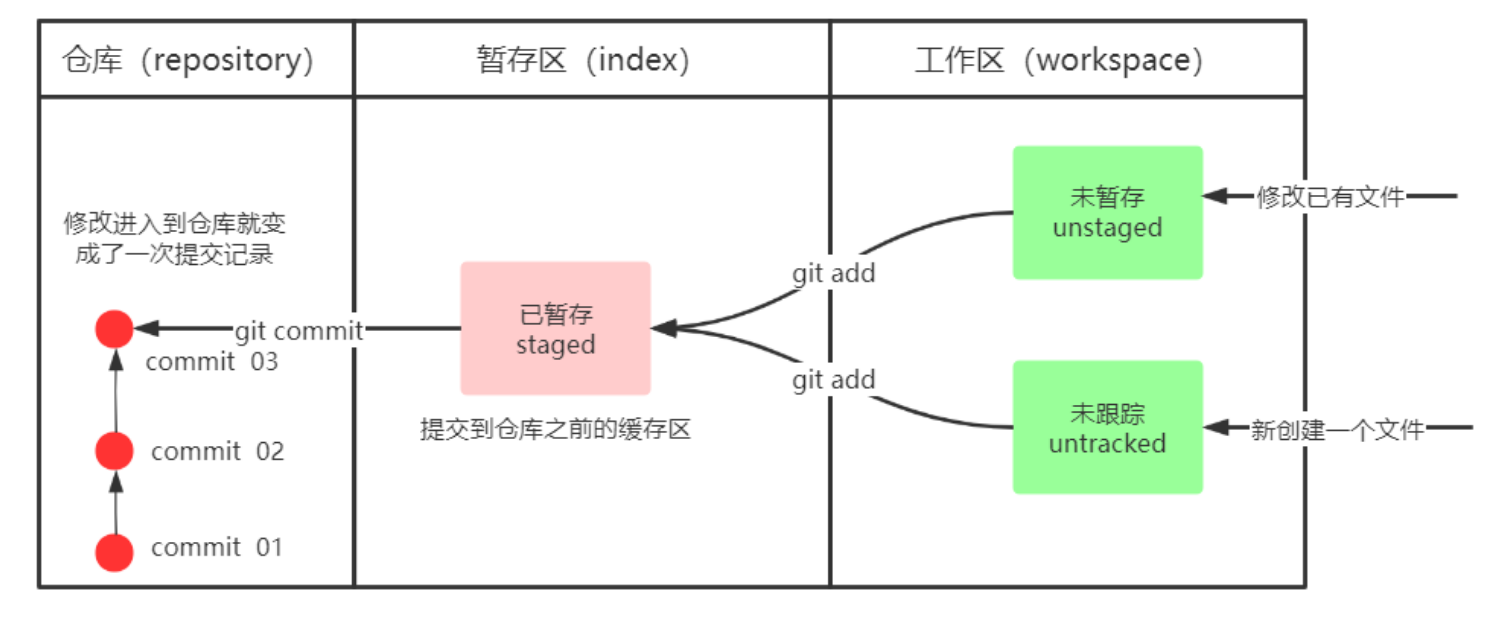 仓库（repository）
暂存区（index）
工作区（workspace）
修改进入到仓库就变
成了一次提交记录
git commit
commit 03
commit 02
commit 01
已暂存
staged
提交到仓库之前的缓存区
git add
git add
未暂存
unstaged
修改已有文件
未跟踪
untracked
新创建一个文件